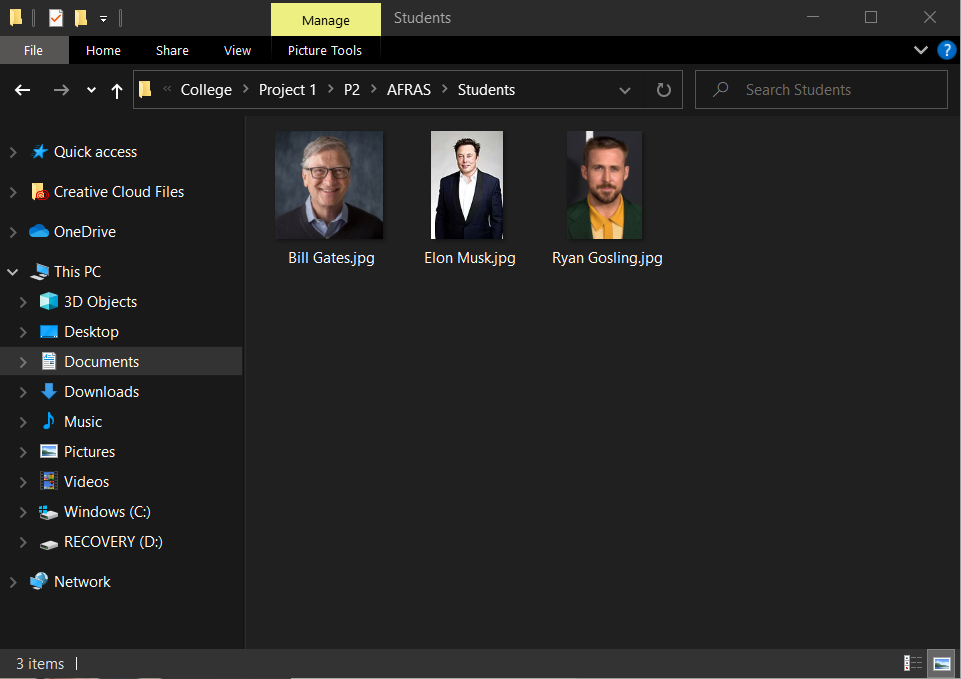 Manage
Students
File
Home
Share
View
Picture Tools
?
« College > Project 1 > P2 > AFRAS > Students
Search Students
Quick access
Creative Cloud Files
OneDrive
This PC
3D Objects
Desktop
Documents
Downloads
Music
Pictures
Videos
Windows (C:)
RECOVERY (D:)
Network
Bill Gates.jpg
Elon Musk.jpg
Ryan Gosling.jpg
3 items